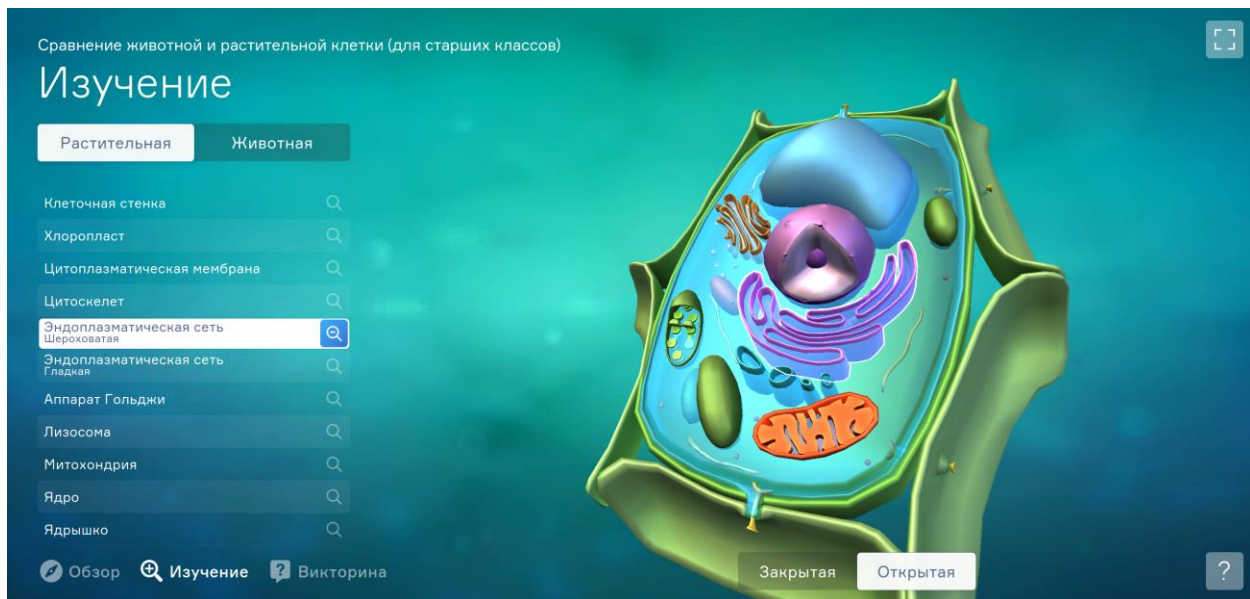 Сравнение животной и растительной клетки (для старших классов)
Изучение
Растительная Животная
Клеточная стенка
Хлоропласт
Цитоплазматическая мембрана
Цитоскелет
Эндоплазматическая сеть
Шероховатая
Эндоплазматическая сеть
Гладкая
Аппарат Гольджи
Лизосома
Митохондрия
Ядро
Ядрышко
Обзор Изучение ? Викторина
Закрытая Открытая
?